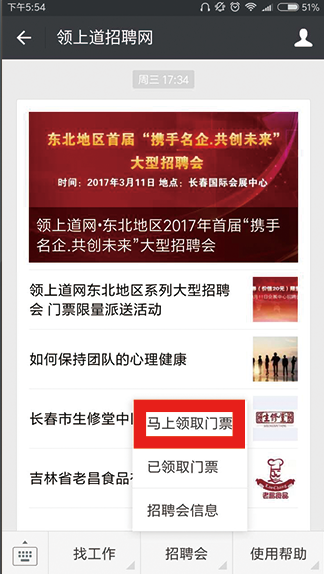 下午5:54
51%
领上道招聘网
周三 17:34
东北地区首届“携手名企.共创未来”
大型招聘会
时间：2017年3月11日 地点：长春国际会展中心
领上道网•东北地区2017年首届“携手
名企.共创未来”大型招聘会
领上道网东北地区系列大型招聘
会 门票限量派送活动
如何保持团队的心理健康
长春市生修堂中
吉林省老昌食品
老昌食品
马上领取门票
已领取门票
招聘会信息
找工作
招聘会
使用帮助